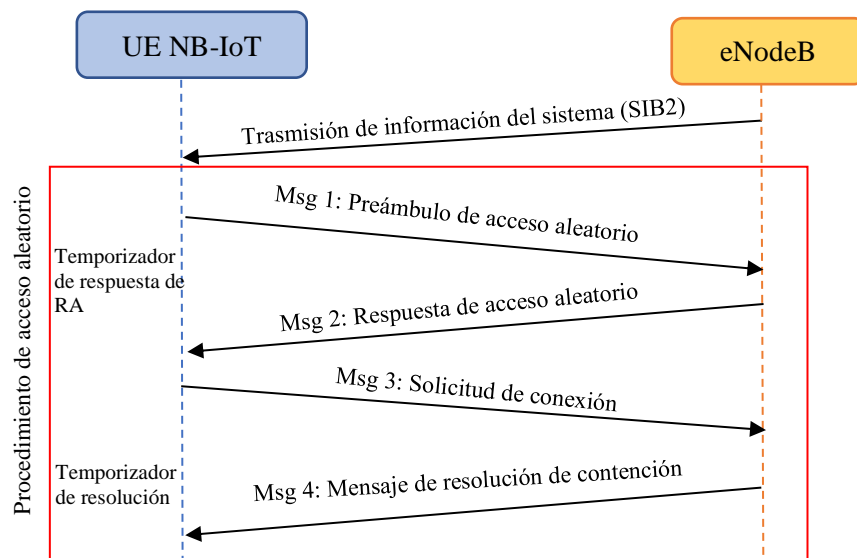 UE NB-IoT
eNodeB
Trasmisión de información del sistema (SIB2)
Procedimiento de acceso aleatorio
Msg 1: Preámbulo de acceso aleatorio
Temporizador
de respuesta de
RA
Msg 2: Respuesta de acceso aleatorio
Msg 3: Solicitud de conexión
Temporizador
de resolución
Msg 4: Mensaje de resolución de contención